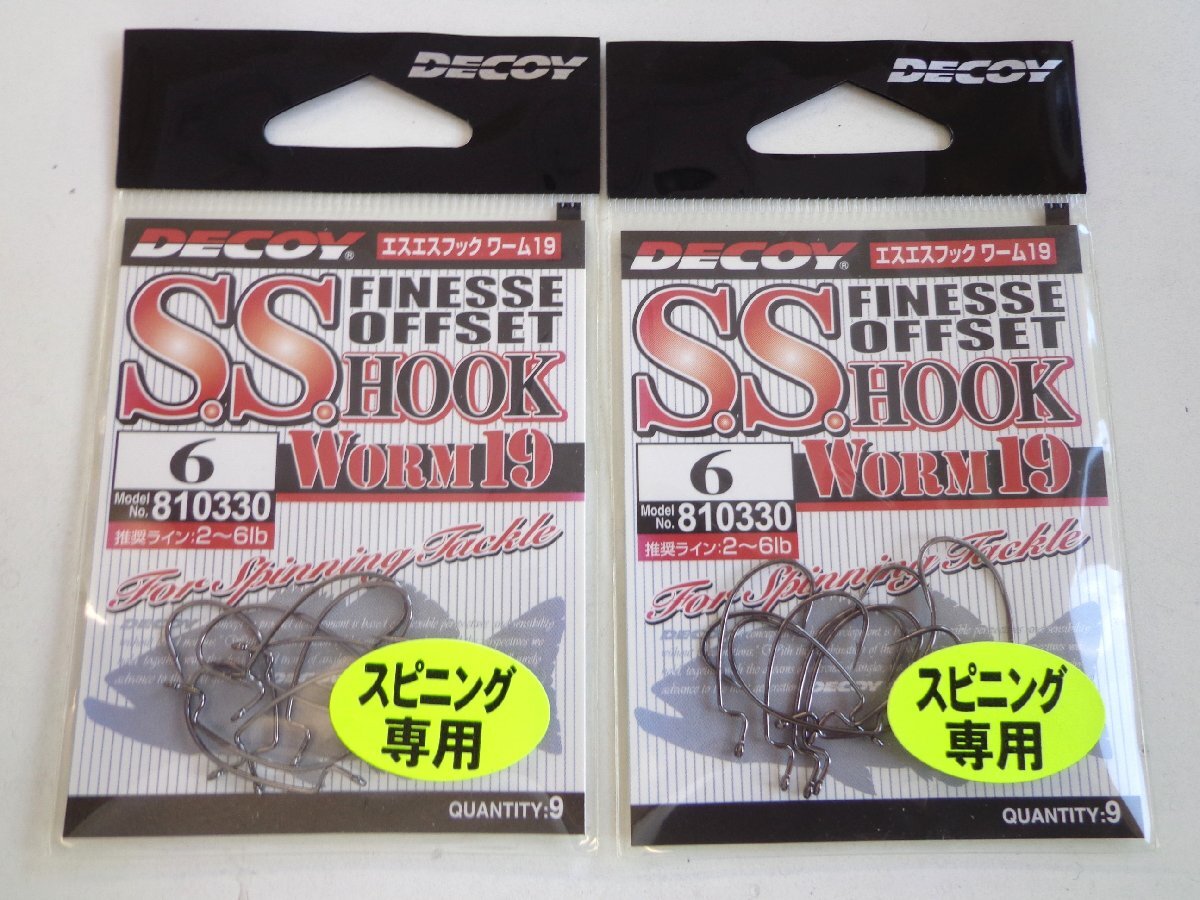 DECOY
DECOY® エスエスフック ワーム19
S.S. FINESSE
OFFSET
HOOK
6 WORM19
Model No. 810330
推奨ライン:2～6lb
For Spinning Tackle
スピニング
専用
QUANTITY:9
DECOY
DECOY® エスエスフック ワーム19
S.S. FINESSE
OFFSET
HOOK
6 WORM19
Model No. 810330
推奨ライン:2～6lb
For Spinning Tackle
DECOY
スピニング
専用
QUANTITY:9